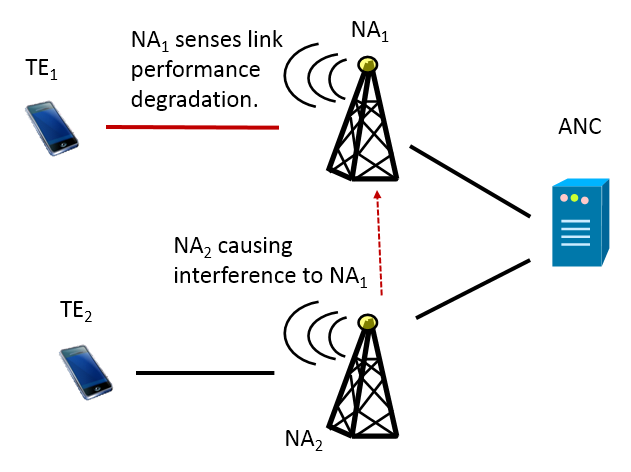 NA₁ senses link
performance
degradation.
NA₁
TE₁
ANC
NA₂ causing
interference to NA₁
TE₂
NA₂